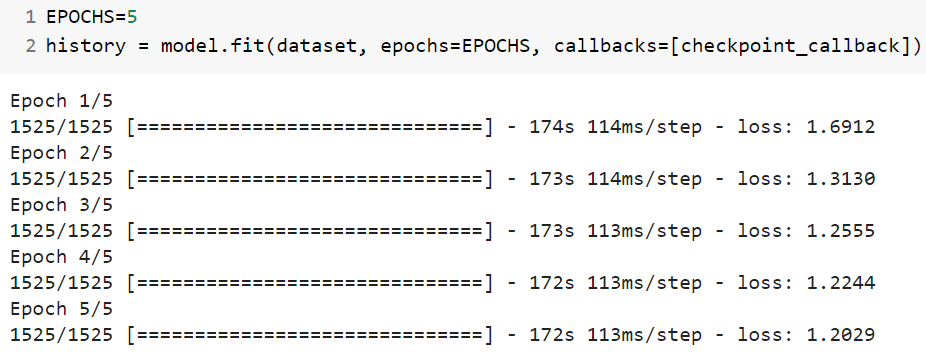 1 EPOCHS=5
2 history = model.fit(dataset, epochs=EPOCHS, callbacks=[checkpoint_callback])
Epoch 1/5
1525/1525 [==============================] - 174s 114ms/step - loss: 1.6912
Epoch 2/5
1525/1525 [==============================] - 173s 114ms/step - loss: 1.3130
Epoch 3/5
1525/1525 [==============================] - 173s 113ms/step - loss: 1.2555
Epoch 4/5
1525/1525 [==============================] - 172s 113ms/step - loss: 1.2244
Epoch 5/5
1525/1525 [==============================] - 172s 113ms/step - loss: 1.2029